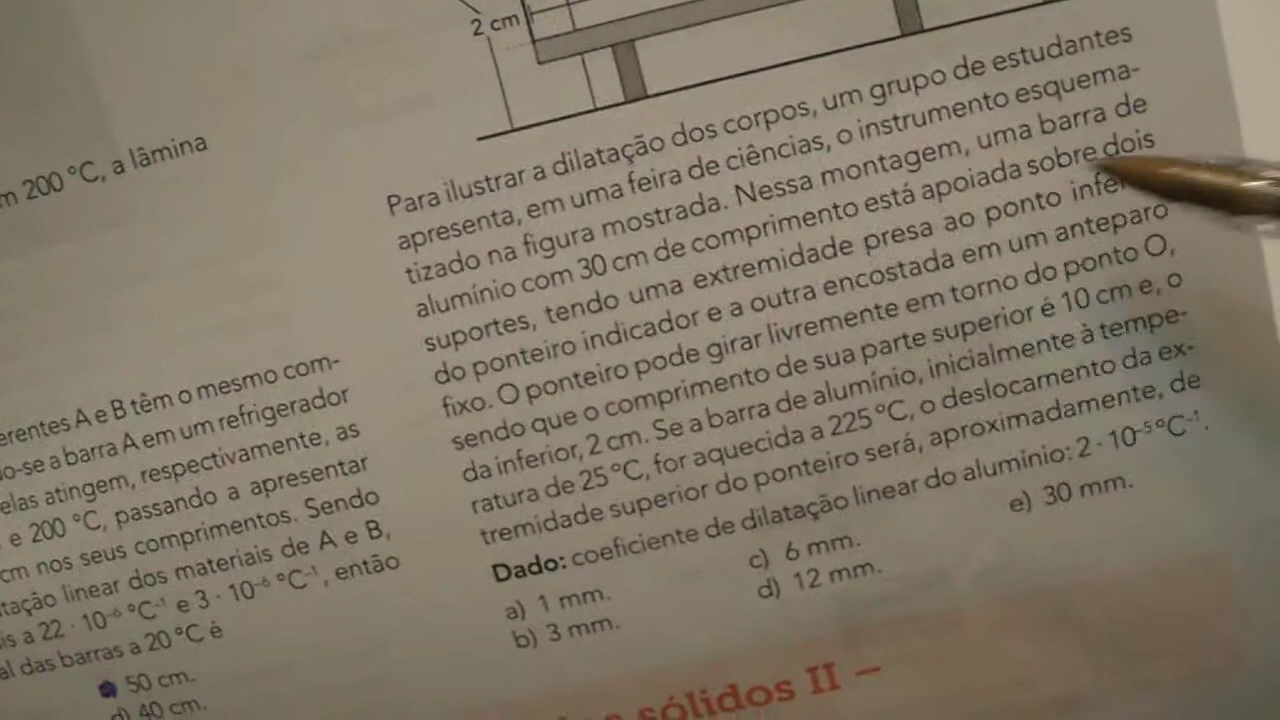 2 cm
m 200 °C, a lâmina
erentes A e B têm o mesmo com-
lo-se a barra A em um refrigerador
elas atingem, respectivamente, as
e 200 °C, passando a apresentar
cm nos seus comprimentos. Sendo
tação linear dos materiais de A e B,
is a 22 · 10⁻⁶ °C⁻¹ e 3 · 10⁻⁶ °C⁻¹, então
al das barras a 20 °C é
50 cm.
d) 40 cm.
Para ilustrar a dilatação dos corpos, um grupo de estudantes
apresenta, em uma feira de ciências, o instrumento esquema-
tizado na figura mostrada. Nessa montagem, uma barra de
alumínio com 30 cm de comprimento está apoiada sobre dois
suportes, tendo uma extremidade presa ao ponto infe
do ponteiro indicador e a outra encostada em um anteparo
fixo. O ponteiro pode girar livremente em torno do ponto O,
sendo que o comprimento de sua parte superior é 10 cm e, o
da inferior, 2 cm. Se a barra de alumínio, inicialmente à tempe-
ratura de 25 °C, for aquecida a 225 °C, o deslocamento da ex-
tremidade superior do ponteiro será, aproximadamente, de
Dado: coeficiente de dilatação linear do alumínio: 2 · 10⁻⁵ °C⁻¹.
a) 1 mm.
b) 3 mm.
c) 6 mm.
d) 12 mm.
e) 30 mm.
sólidos II –